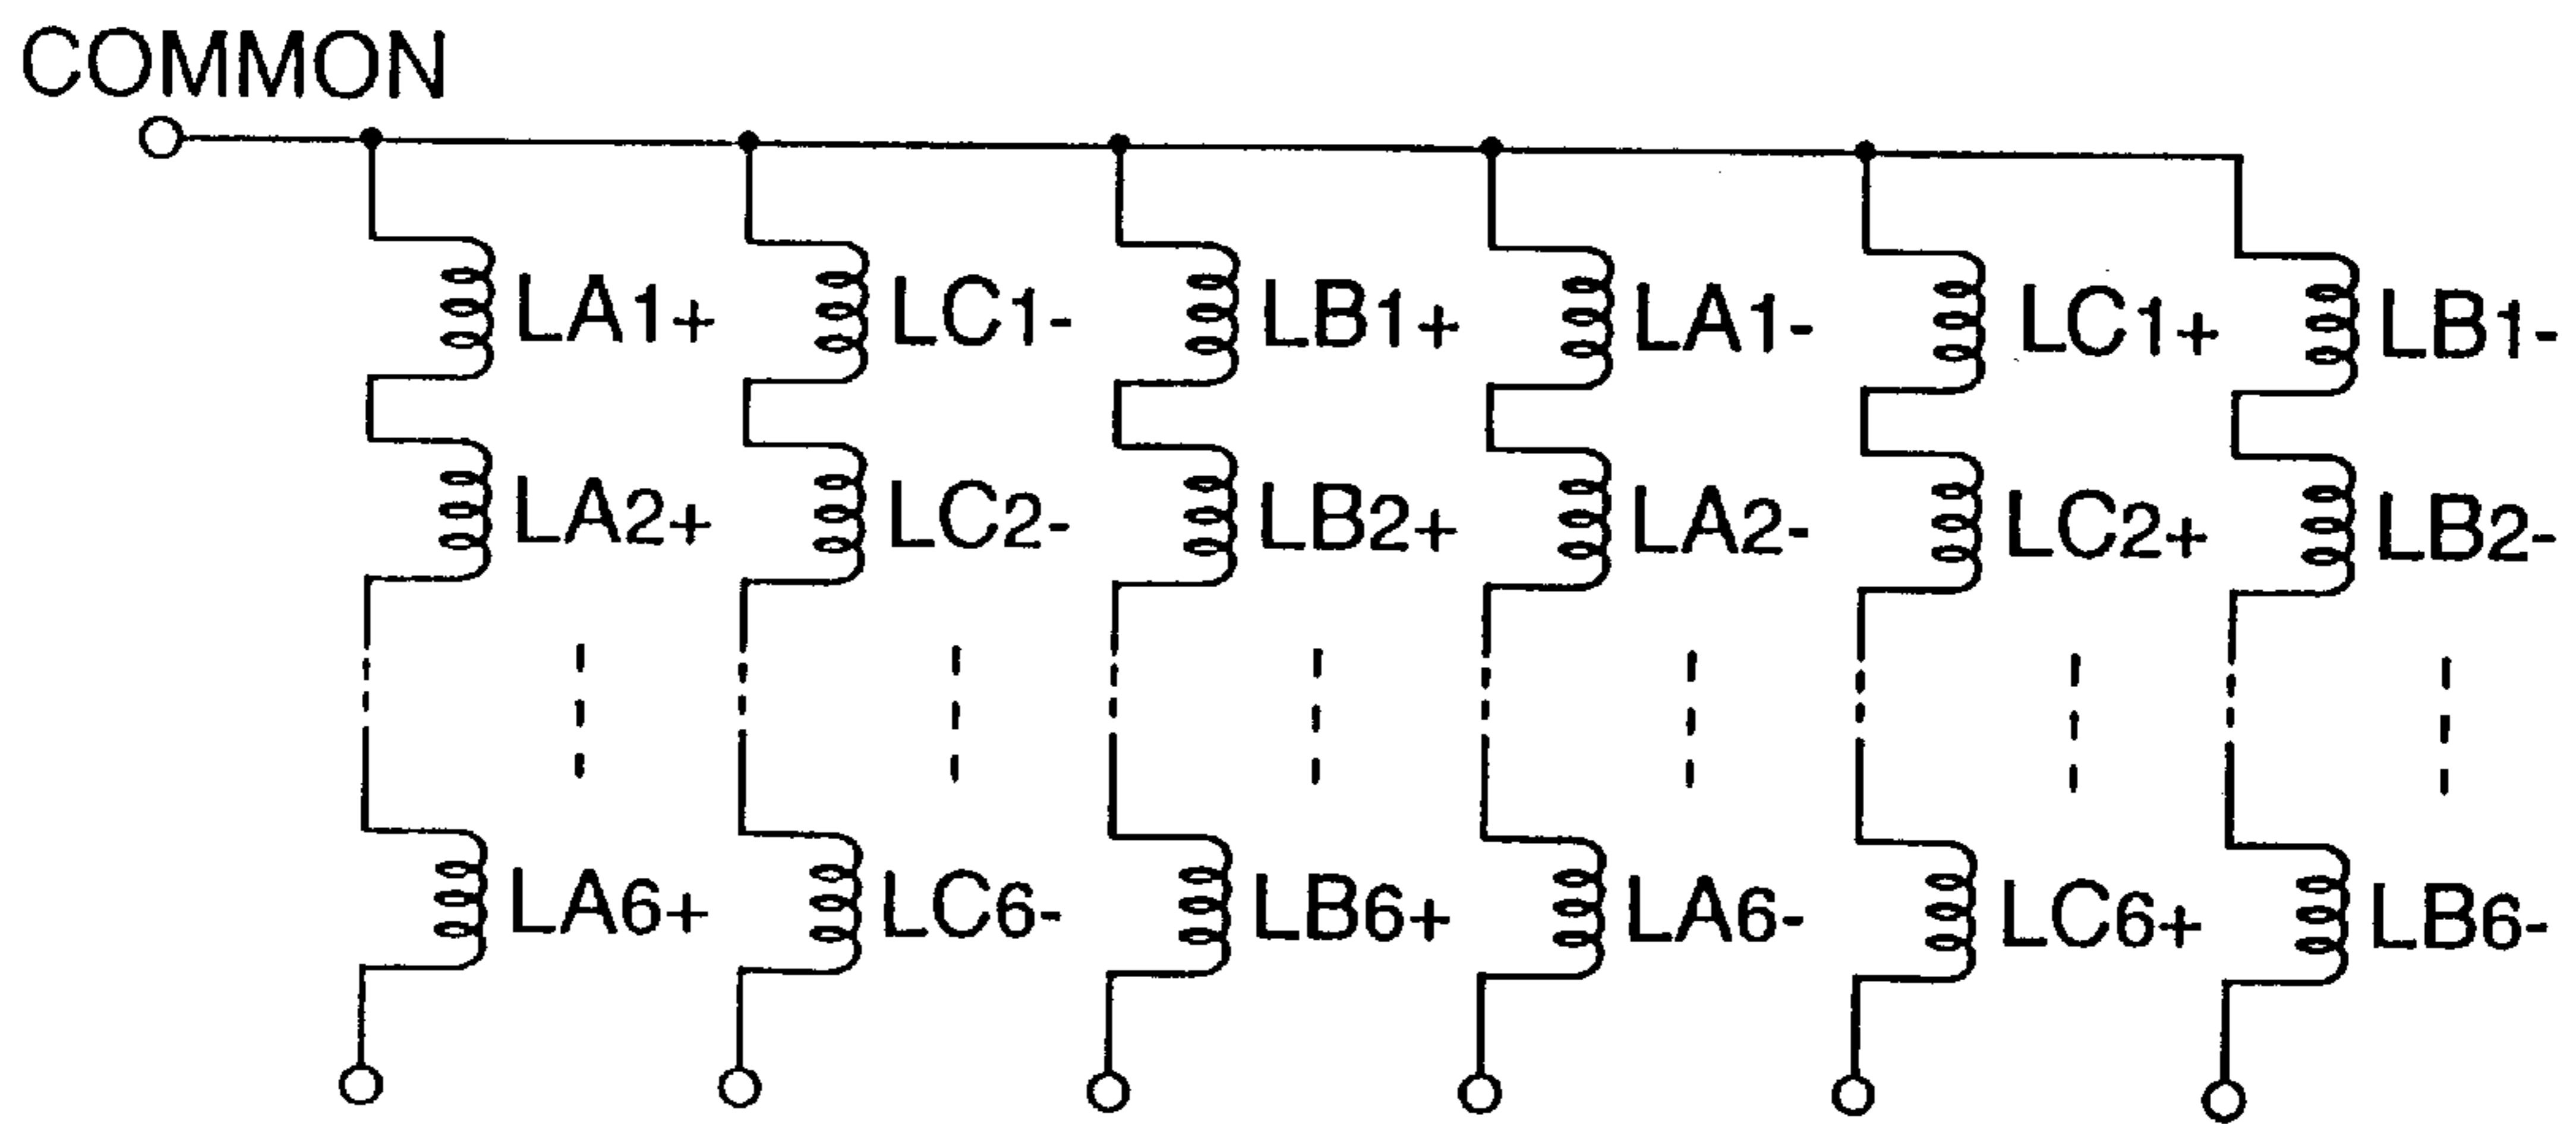 COMMON
LA1+ LC1- LB1+ LA1- LC1+ LB1-
LA2+ LC2- LB2+ LA2- LC2+ LB2-
LA6+ LC6- LB6+ LA6- LC6+ LB6-